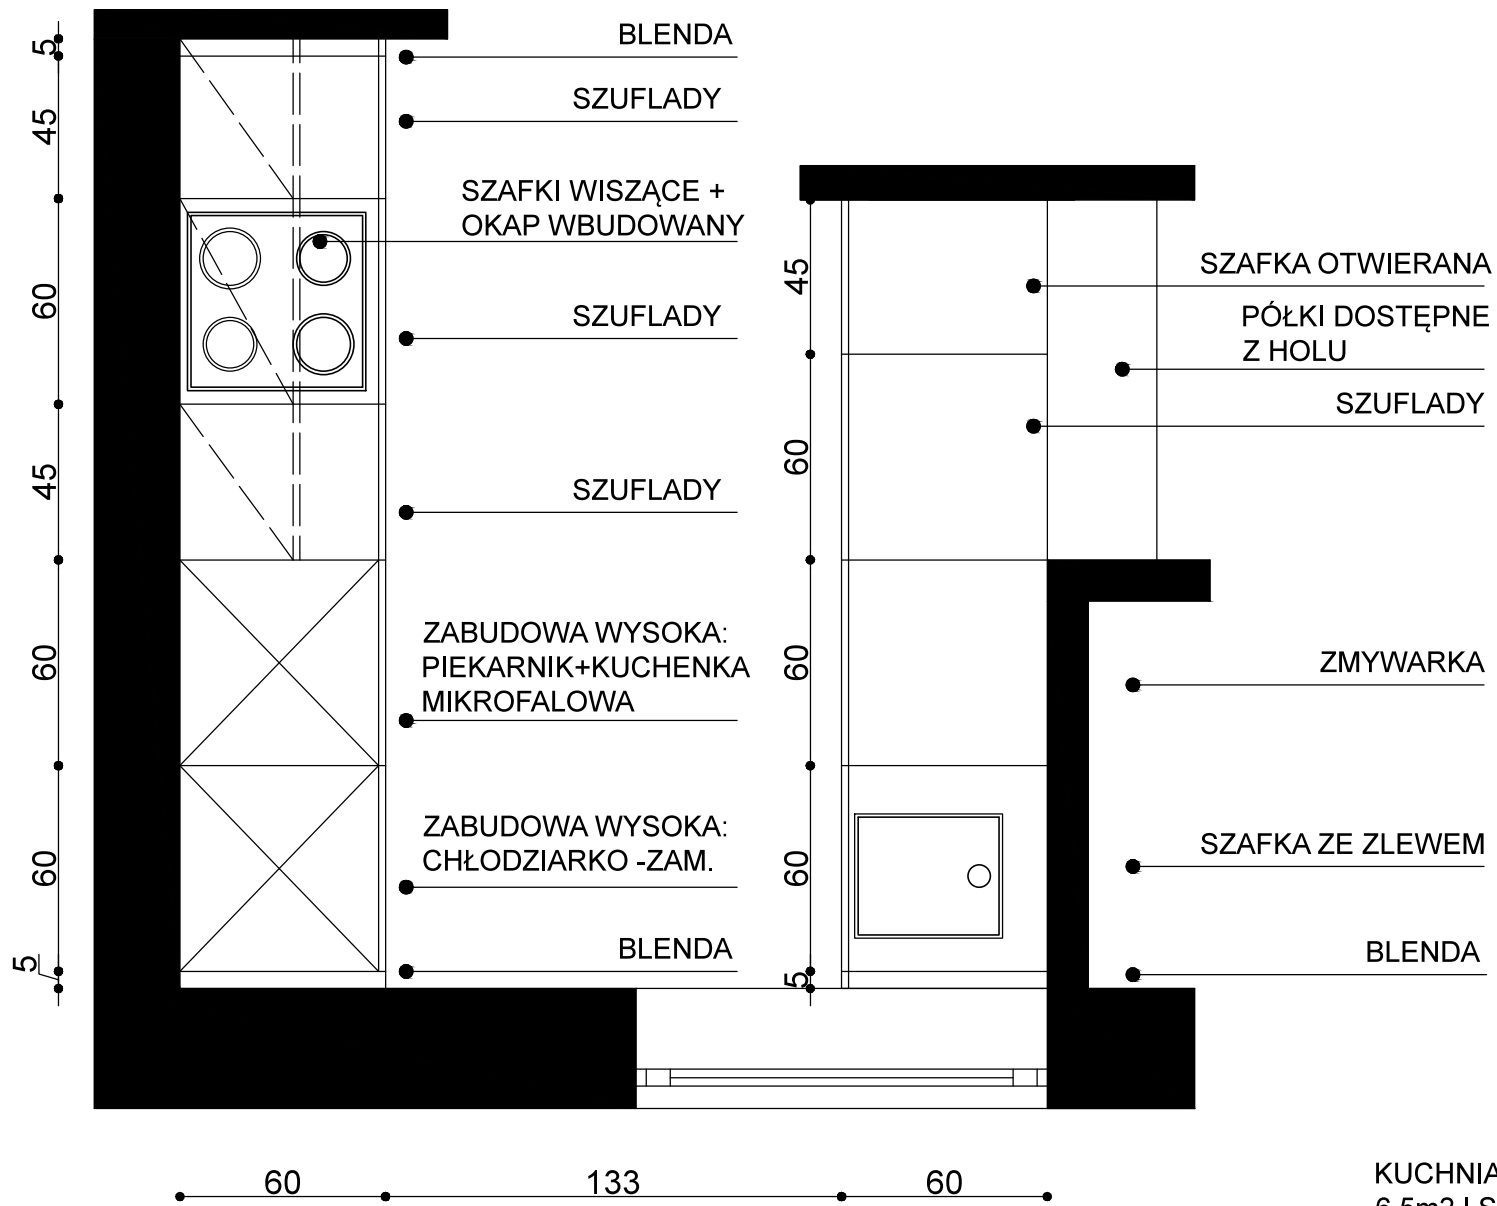 BLENDA
SZUFLADY
SZAFKI WISZĄCE +
OKAP WBUDOWANY
SZUFLADY
SZUFLADY
ZABUDOWA WYSOKA:
PIEKARNIK+KUCHENKA
MIKROFALOWA
ZABUDOWA WYSOKA:
CHŁODZIARKO -ZAM.
BLENDA
5
45
60
45
60
60
5
45
60
60
60
5
SZAFKA OTWIERANA
PÓŁKI DOSTĘPNE
Z HOLU
SZUFLADY
ZMYWARKA
SZAFKA ZE ZLEWEM
BLENDA
60
133
60
KUCHNIA